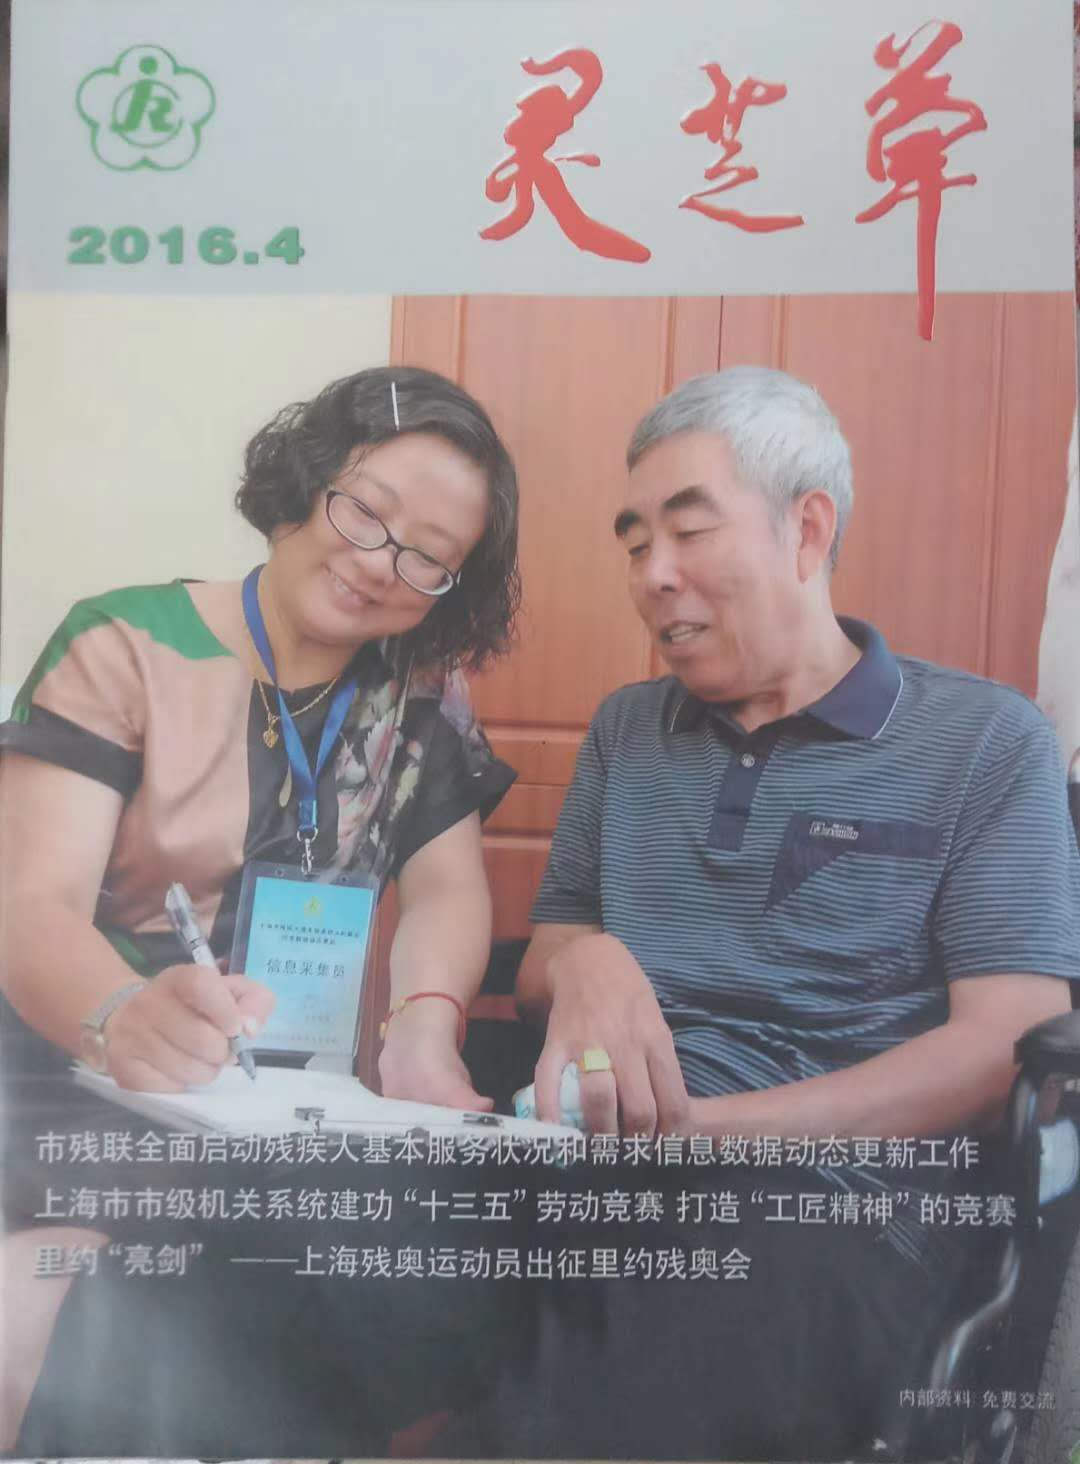 灵芝草
2016.4
信息采集员
市残联全面启动残疾人基本服务状况和需求信息数据动态更新工作
上海市市级机关系统建功“十三五”劳动竞赛 打造“工匠精神”的竞赛
里约“亮剑” ——上海残奥运动员出征里约残奥会
内部资料 免费交流